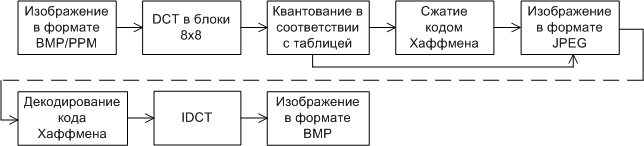 Изображение
в формате
BMP/PPM
DCT в блоки
8x8
Квантование в
соответствии
с таблицей
Сжатие
кодом
Хаффмена
Изображение
в формате
JPEG
Декодирование
кода
Хаффмена
IDCT
Изображение
в формате
BMP